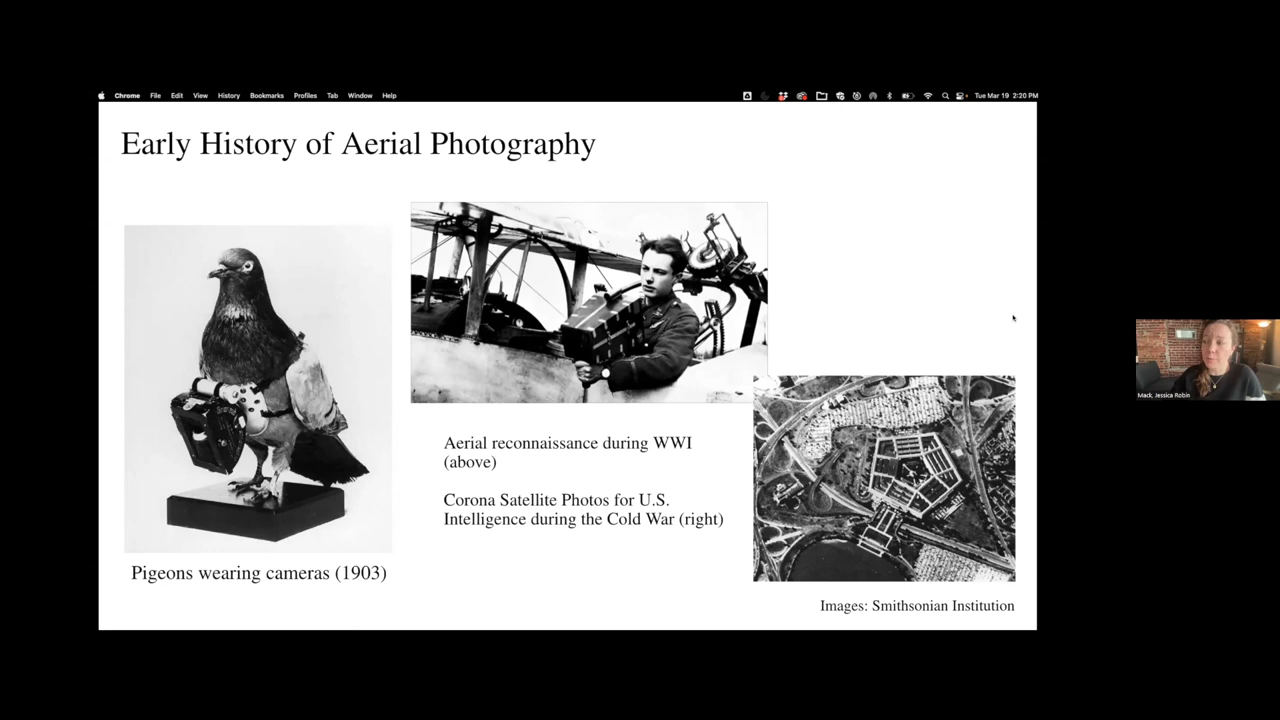 Chrome File Edit View History Bookmarks Profiles Tab Window Help
Tue Mar 19 2:20 PM
Early History of Aerial Photography
Aerial reconnaissance during WWI
(above)
Corona Satellite Photos for U.S.
Intelligence during the Cold War (right)
Pigeons wearing cameras (1903)
Images: Smithsonian Institution
Mack, Jessica Robin